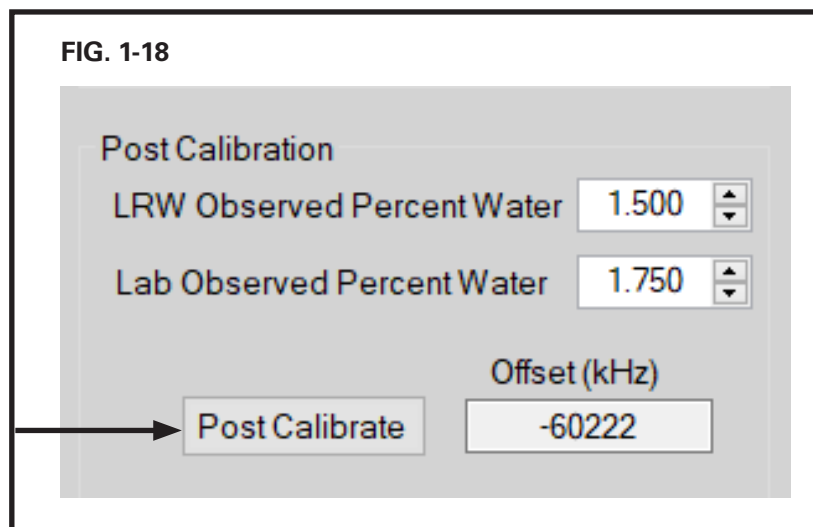 FIG. 1-18
Post Calibration
LRW Observed Percent Water 1.500
Lab Observed Percent Water 1.750
Offset (kHz)
Post Calibrate -60222